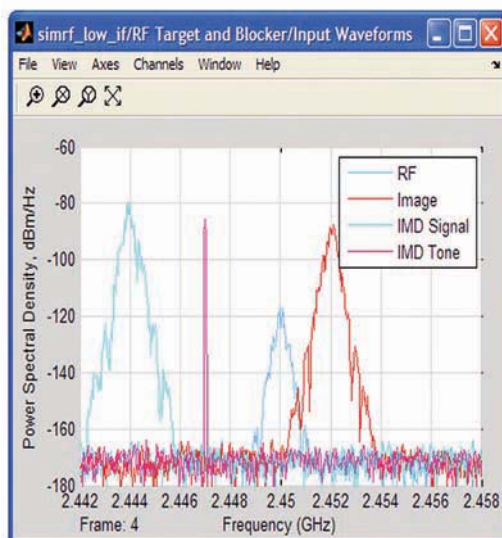 simrf_low_if/RF Target and Blocker/Input Waveforms
File View Axes Channels Window Help
-60
-80
-100
-120
-140
-160
-180
Power Spectral Density, dBm/Hz
RF
Image
IMD Signal
IMD Tone
2.442 2.444 2.446 2.448 2.45 2.452 2.454 2.456 2.458
Frame: 4 Frequency (GHz)